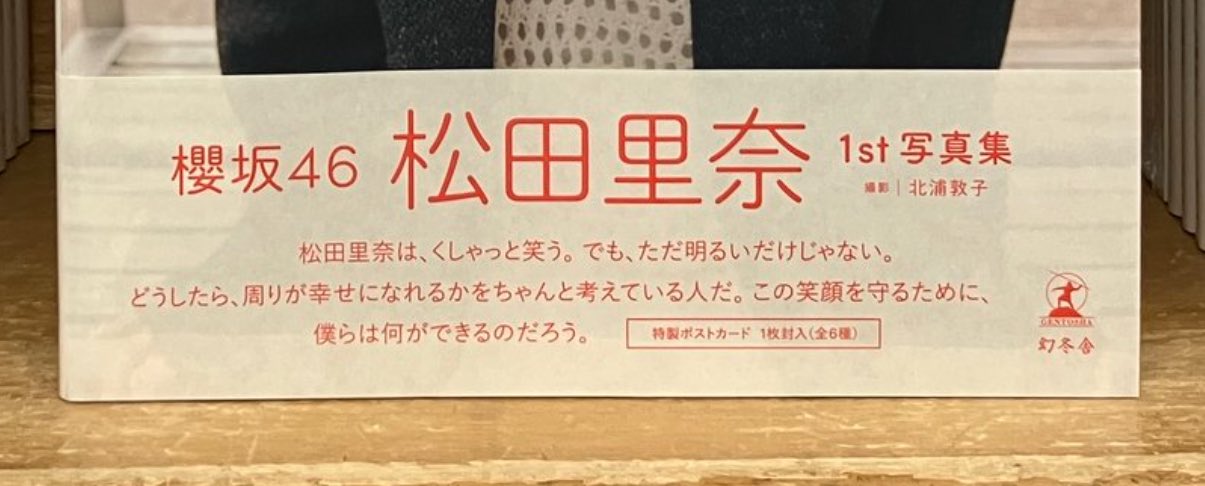 櫻坂46 松田里奈 1st 写真集
撮影｜北浦敦子
松田里奈は、くしゃっと笑う。でも、ただ明るいだけじゃない。
どうしたら、周りが幸せになれるかをちゃんと考えている人だ。この笑顔を守るために、
僕らは何ができるのだろう。
特製ポストカード 1枚封入(全6種)
GENTOSHA
幻冬舎